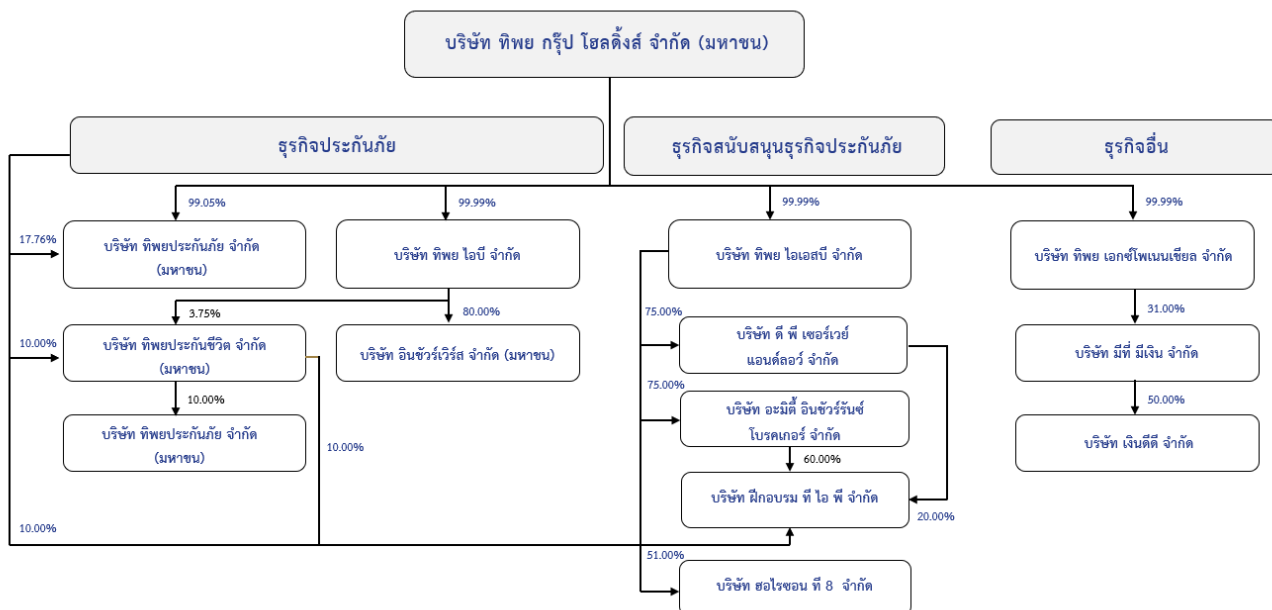 บริษัท ทิพย กรุ๊ป โฮลดิ้งส์ จำกัด (มหาชน)
ธุรกิจประกันภัย
ธุรกิจสนับสนุนธุรกิจประกันภัย
ธุรกิจอื่น
99.05%
99.99%
99.99%
99.99%
17.76%
บริษัท ทิพยประกันภัย จำกัด
(มหาชน)
บริษัท ทิพย ไอบี จำกัด
บริษัท ทิพย ไอเอสบี จำกัด
บริษัท ทิพย เอกซ์โพเนนเชียล จำกัด
3.75%
80.00%
75.00%
31.00%
10.00%
บริษัท ทิพยประกันชีวิต จำกัด
(มหาชน)
บริษัท อินชัวร์เวิร์ส จำกัด (มหาชน)
บริษัท ดี พี เซอร์เวย์
แอนด์ลอว์ จำกัด
บริษัท มีที่ มีเงิน จำกัด
10.00%
75.00%
50.00%
บริษัท ทิพยประกันภัย จำกัด
(มหาชน)
10.00%
บริษัท อะมิตี้ อินชัวร์รันซ์
โบรคเกอร์ จำกัด
บริษัท เงินดีดี จำกัด
60.00%
บริษัท ฝึกอบรม ที ไอ พี จำกัด
20.00%
10.00%
51.00%
บริษัท ฮอไรซอน ที 8 จำกัด